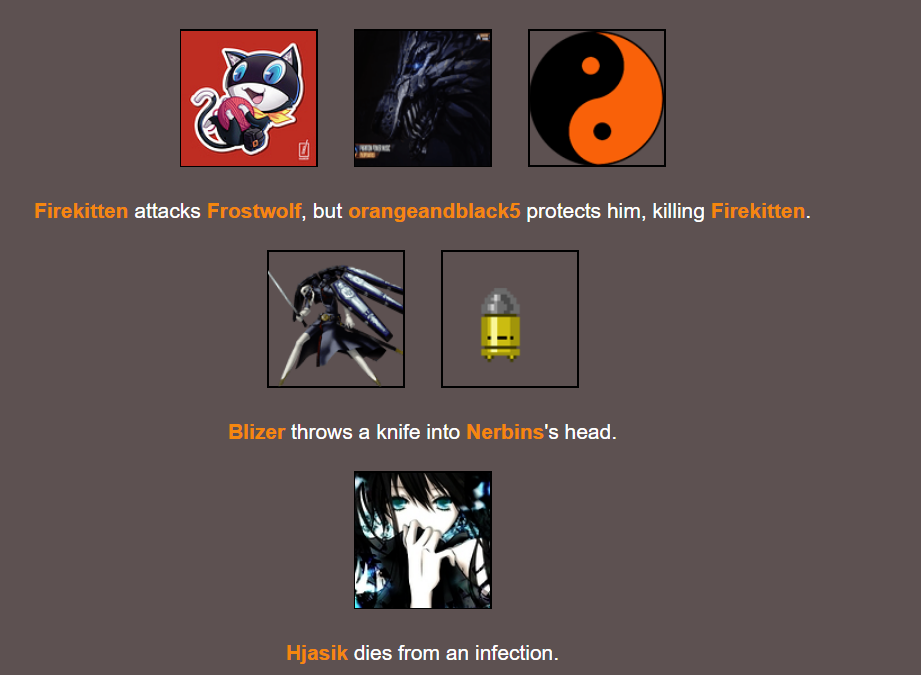 Firekitten attacks Frostwolf, but orangeandblack5 protects him, killing Firekitten.
Blizer throws a knife into Nerbins's head.
Hjasik dies from an infection.